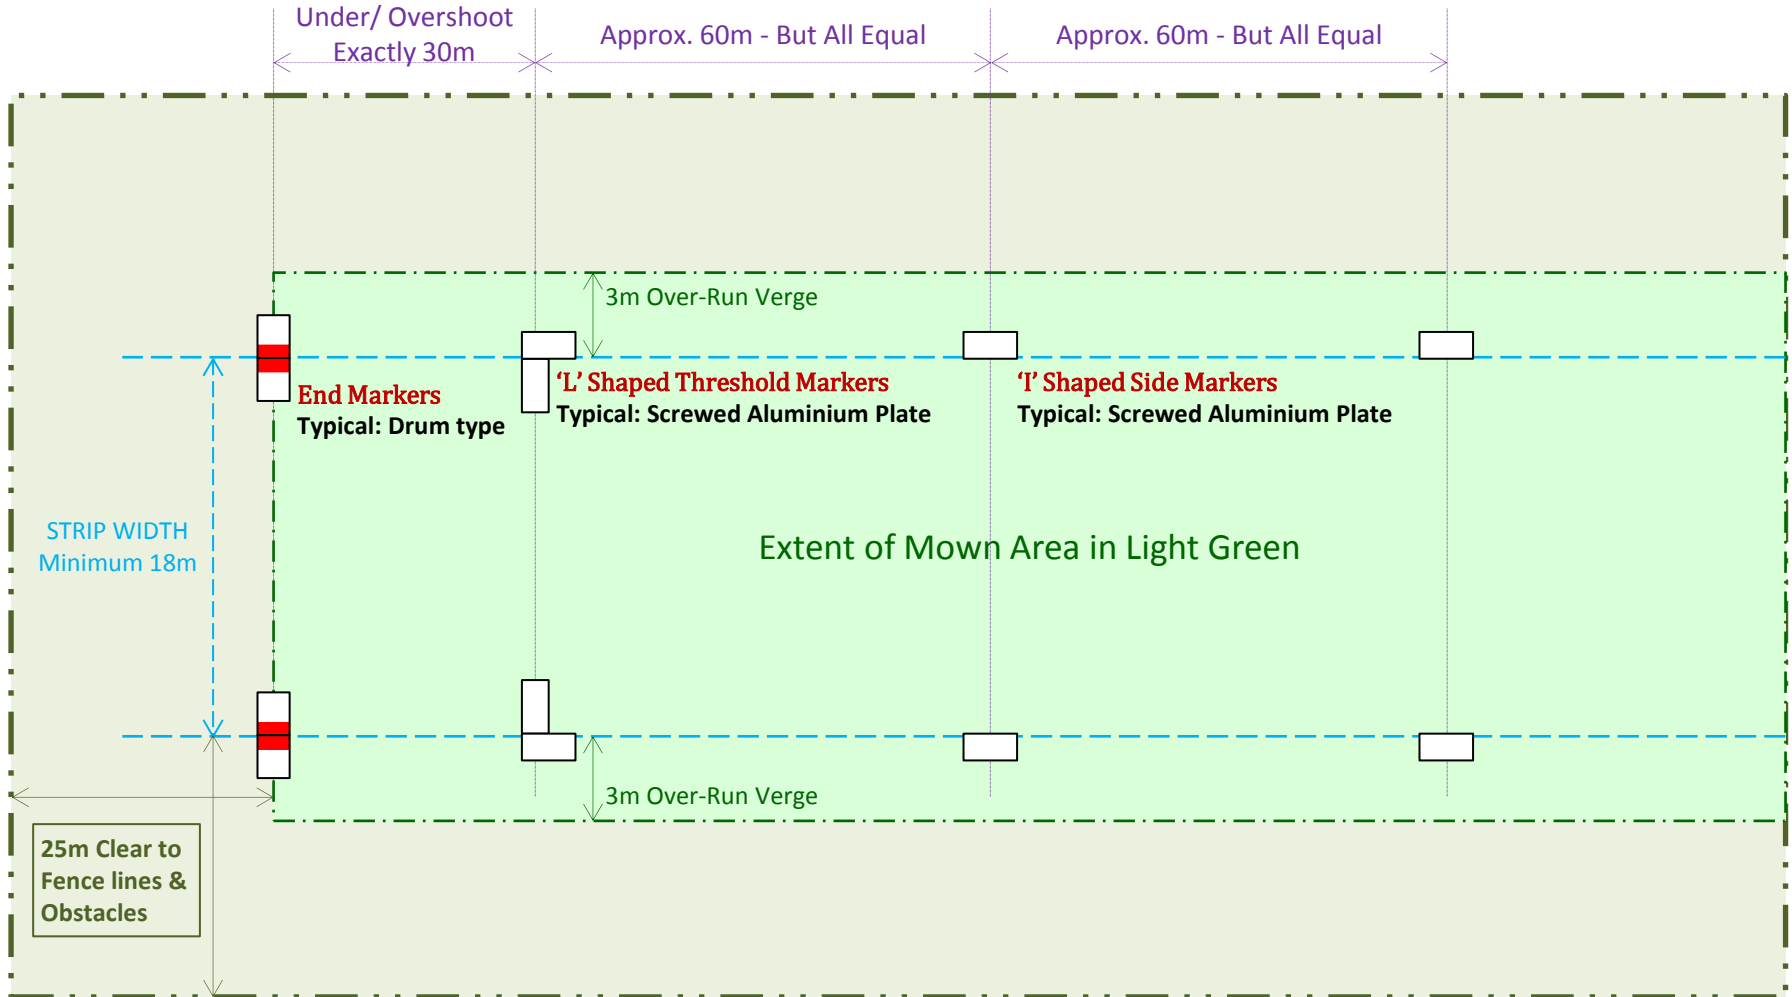 Under/ Overshoot
Exactly 30m
Approx. 60m - But All Equal
Approx. 60m - But All Equal
3m Over-Run Verge
End Markers
Typical: Drum type
‘L’ Shaped Threshold Markers
Typical: Screwed Aluminium Plate
‘I’ Shaped Side Markers
Typical: Screwed Aluminium Plate
STRIP WIDTH
Minimum 18m
Extent of Mown Area in Light Green
3m Over-Run Verge
25m Clear to
Fence lines &
Obstacles